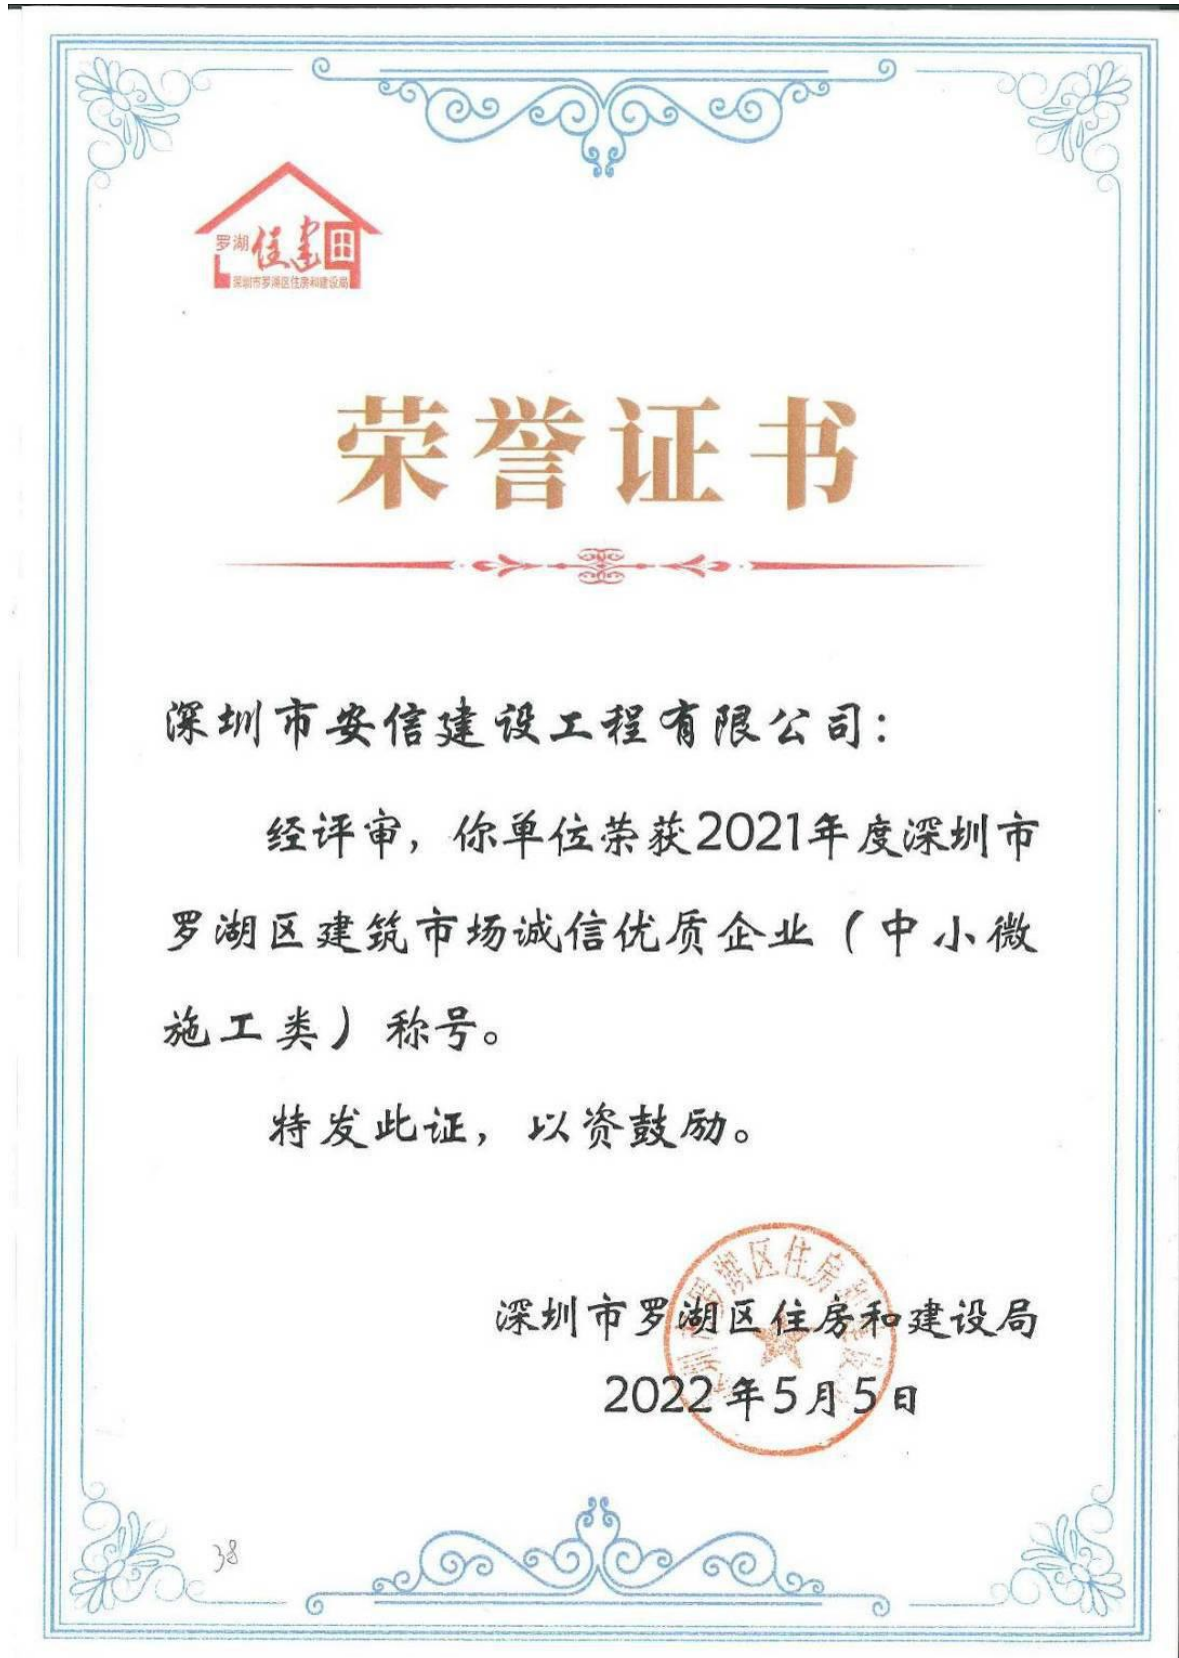 罗湖 住建
深圳市罗湖区住房和建设局
荣誉证书
深圳市安信建设工程有限公司：
经评审，你单位荣获2021年度深圳市
罗湖区建筑市场诚信优质企业（中小微
施工类）称号。
特发此证，以资鼓励。
深圳市罗湖区住房和建设局
2022年5月5日
38